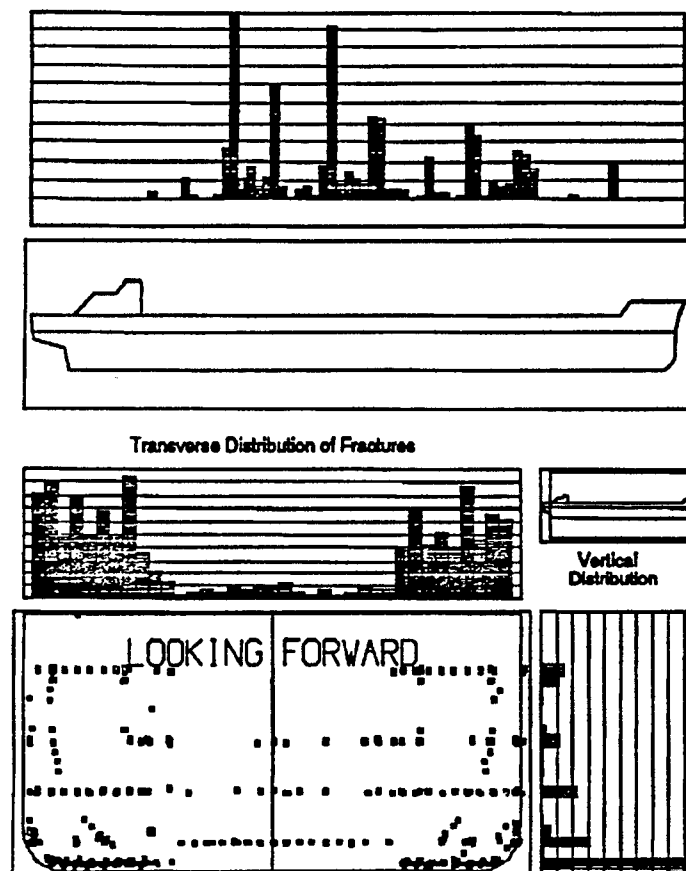 Transverse Distribution of Fractures
Vertical
Distribution
LOOKING FORWARD